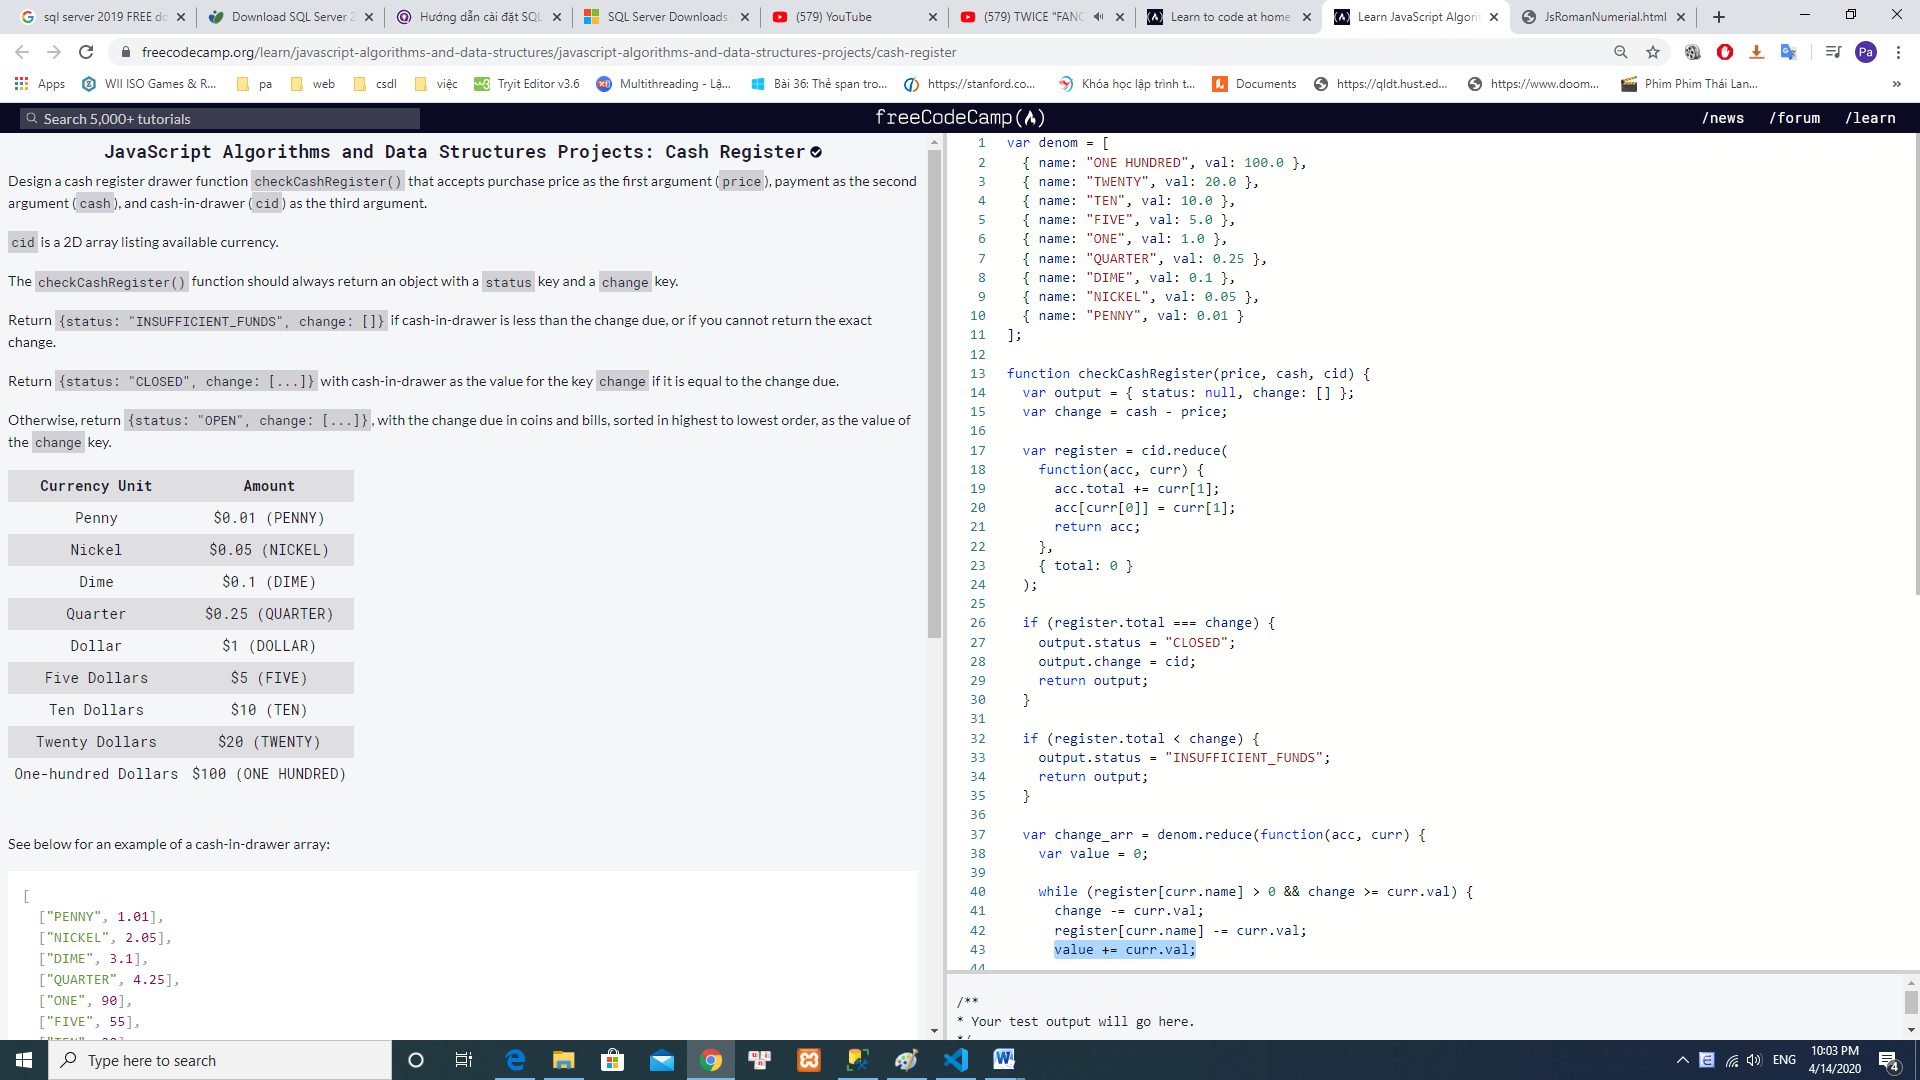 sql server 2019 FREE do
Download SQL Server 2
Hướng dẫn cài đặt SQL
SQL Server Downloads
(579) YouTube
(579) TWICE "FANC
Learn to code at home
Learn JavaScript Algorit
JsRomanNumerial.html
freecodecamp.org/learn/javascript-algorithms-and-data-structures/javascript-algorithms-and-data-structures-projects/cash-register
Pa
Apps
WII ISO Games & R...
pa
web
csdl
việc
Tryit Editor v3.6
Multithreading - Lậ...
Bài 36: Thẻ span tro...
https://stanford.co...
Khóa học lập trình t...
Documents
https://qldt.hust.ed...
https://www.doom...
Phim Phim Thái Lan...
»
Search 5,000+ tutorials
freeCodeCamp
/news
/forum
/learn
JavaScript Algorithms and Data Structures Projects: Cash Register
Design a cash register drawer function checkCashRegister() that accepts purchase price as the first argument (price), payment as the second
argument (cash), and cash-in-drawer (cid) as the third argument.
cid is a 2D array listing available currency.
The checkCashRegister() function should always return an object with a status key and a change key.
Return {status: "INSUFFICIENT_FUNDS", change: []} if cash-in-drawer is less than the change due, or if you cannot return the exact
change.
Return {status: "CLOSED", change: [...]} with cash-in-drawer as the value for the key change if it is equal to the change due.
Otherwise, return {status: "OPEN", change: [...]}, with the change due in coins and bills, sorted in highest to lowest order, as the value of
the change key.
Currency Unit Amount
Penny $0.01 (PENNY)
Nickel $0.05 (NICKEL)
Dime $0.1 (DIME)
Quarter $0.25 (QUARTER)
Dollar $1 (DOLLAR)
Five Dollars $5 (FIVE)
Ten Dollars $10 (TEN)
Twenty Dollars $20 (TWENTY)
One-hundred Dollars $100 (ONE HUNDRED)
See below for an example of a cash-in-drawer array:
[
["PENNY", 1.01],
["NICKEL", 2.05],
["DIME", 3.1],
["QUARTER", 4.25],
["ONE", 90],
["FIVE", 55],
1 var denom = [
2 { name: "ONE HUNDRED", val: 100.0 },
3 { name: "TWENTY", val: 20.0 },
4 { name: "TEN", val: 10.0 },
5 { name: "FIVE", val: 5.0 },
6 { name: "ONE", val: 1.0 },
7 { name: "QUARTER", val: 0.25 },
8 { name: "DIME", val: 0.1 },
9 { name: "NICKEL", val: 0.05 },
10 { name: "PENNY", val: 0.01 }
11 ];
12
13 function checkCashRegister(price, cash, cid) {
14 var output = { status: null, change: [] };
15 var change = cash - price;
16
17 var register = cid.reduce(
18 function(acc, curr) {
19 acc.total += curr[1];
20 acc[curr[0]] = curr[1];
21 return acc;
22 },
23 { total: 0 }
24 );
25
26 if (register.total === change) {
27 output.status = "CLOSED";
28 output.change = cid;
29 return output;
30 }
31
32 if (register.total < change) {
33 output.status = "INSUFFICIENT_FUNDS";
34 return output;
35 }
36
37 var change_arr = denom.reduce(function(acc, curr) {
38 var value = 0;
39
40 while (register[curr.name] > 0 && change >= curr.val) {
41 change -= curr.val;
42 register[curr.name] -= curr.val;
43 value += curr.val;
44
/**
* Your test output will go here.
*/
Type here to search
ENG
10:03 PM
4/14/2020
4